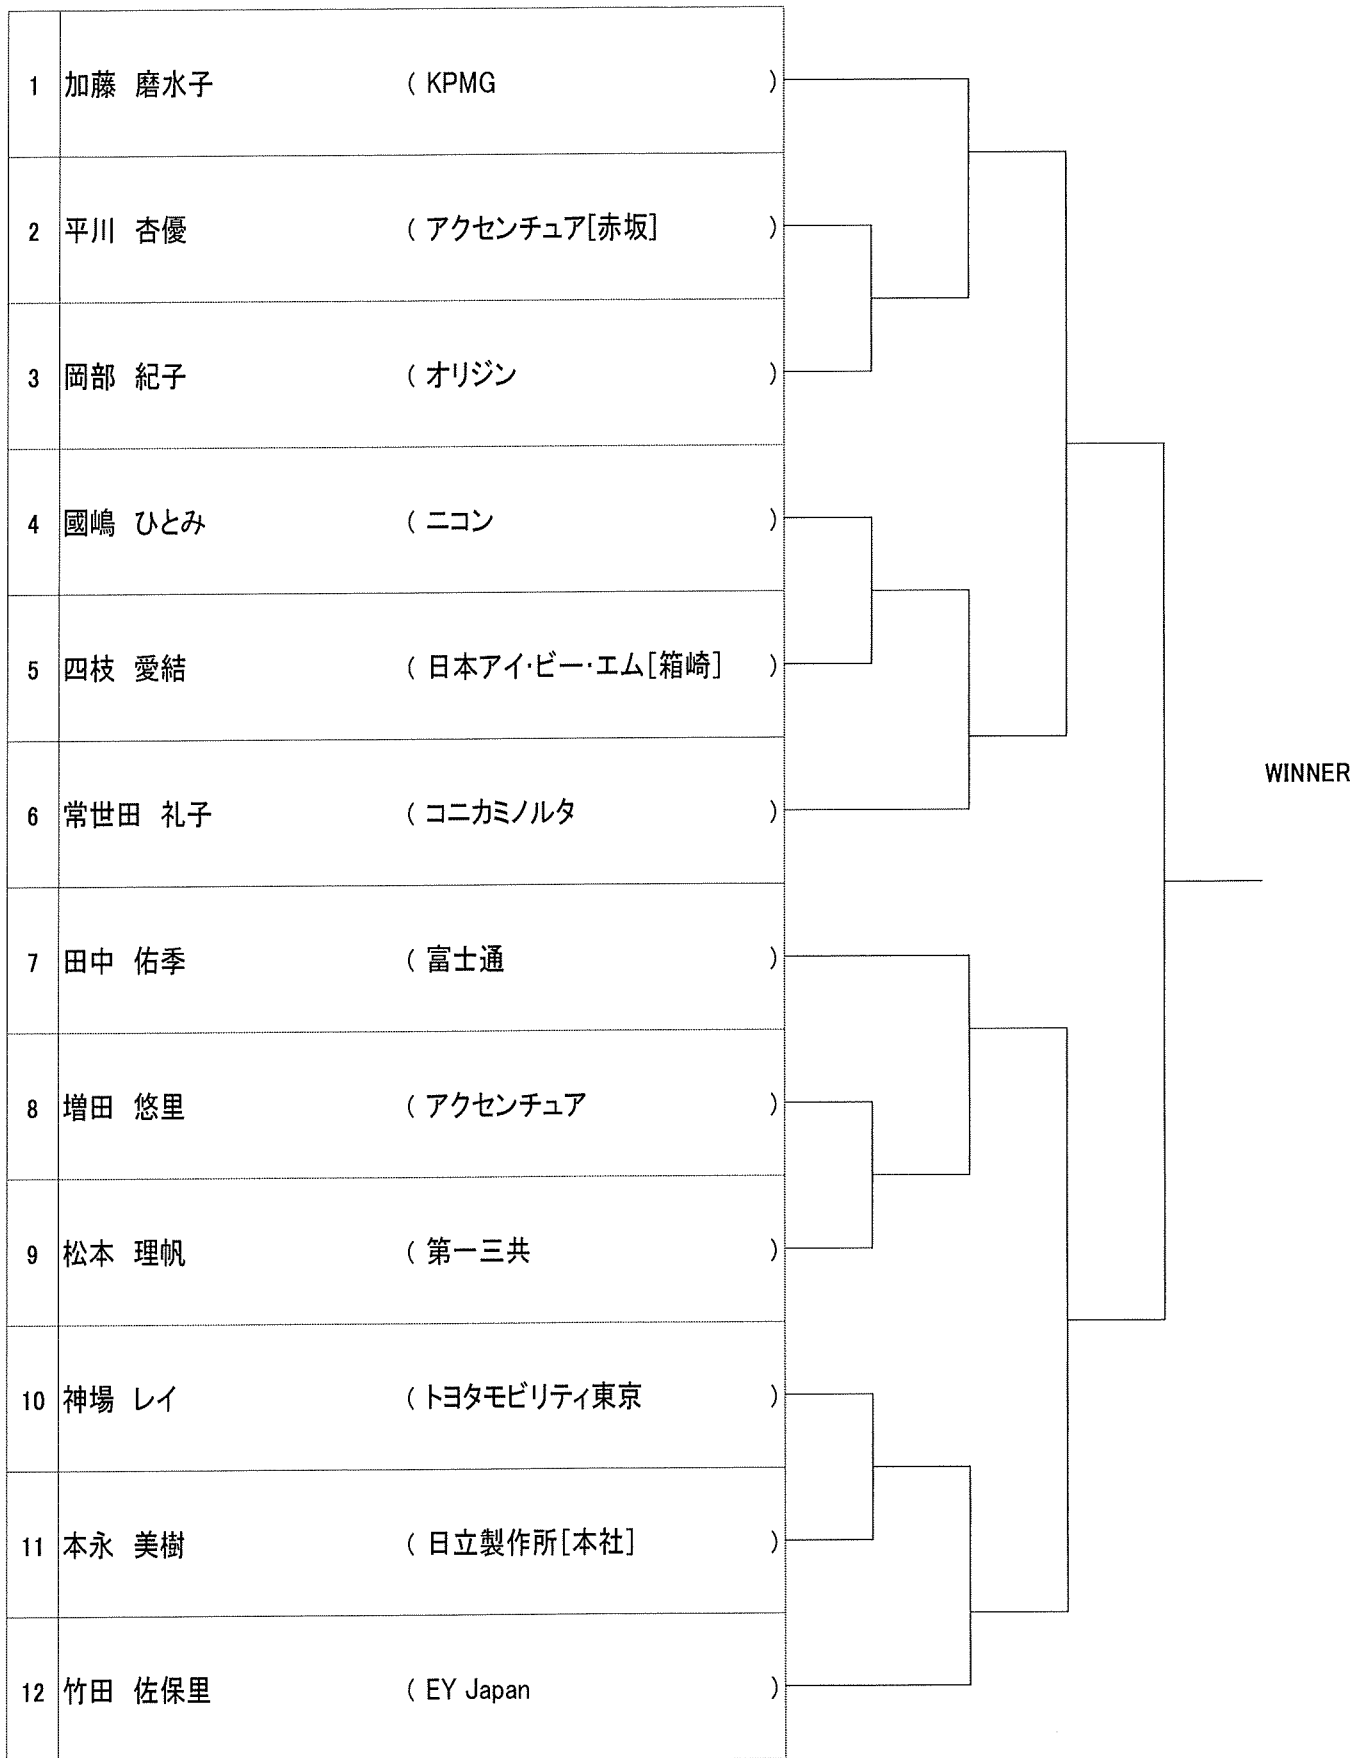 1 加藤 磨水子 ( KPMG )
2 平川 杏優 ( アクセンチュア[赤坂] )
3 岡部 紀子 ( オリジン )
4 國嶋 ひとみ ( ニコン )
5 四枝 愛結 ( 日本アイ・ビー・エム[箱崎] )
6 常世田 礼子 ( コニカミノルタ )
WINNER
7 田中 佑季 ( 富士通 )
8 増田 悠里 ( アクセンチュア )
9 松本 理帆 ( 第一三共 )
10 神場 レイ ( トヨタモビリティ東京 )
11 本永 美樹 ( 日立製作所[本社] )
12 竹田 佐保里 ( EY Japan )